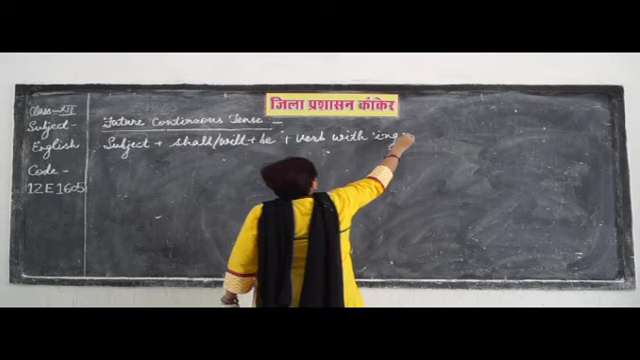 जिला प्रशासन कांकेर
Class-XII
Subject-
English
Code-
12E1605
Future Continuous Tense -
Subject + shall/will + be + verb with 'ing